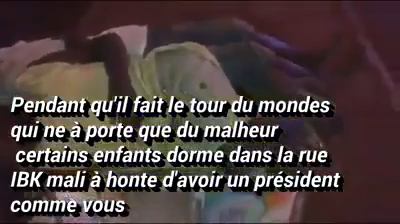 Pendant qu'il fait le tour du mondes
qui ne à porte que du malheur
certains enfants dorme dans la rue
IBK mali à honte d'avoir un président
comme vous